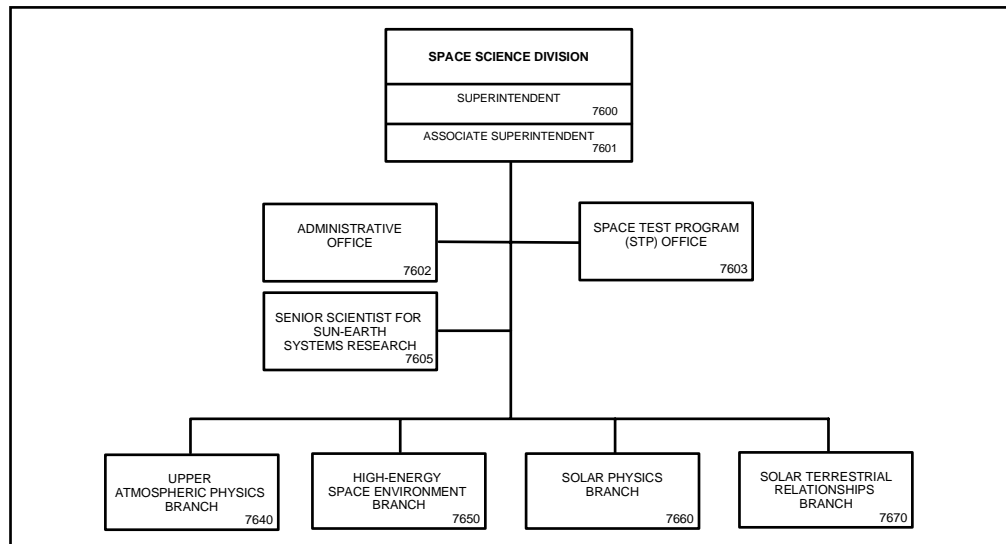 SPACE SCIENCE DIVISION
SUPERINTENDENT
7600
ASSOCIATE SUPERINTENDENT
7601
ADMINISTRATIVE
OFFICE
7602
SPACE TEST PROGRAM
(STP) OFFICE
7603
SENIOR SCIENTIST FOR
SUN-EARTH
SYSTEMS RESEARCH
7605
UPPER
ATMOSPHERIC PHYSICS
BRANCH
7640
HIGH-ENERGY
SPACE ENVIRONMENT
BRANCH
7650
SOLAR PHYSICS
BRANCH
7660
SOLAR TERRESTRIAL
RELATIONSHIPS
BRANCH
7670